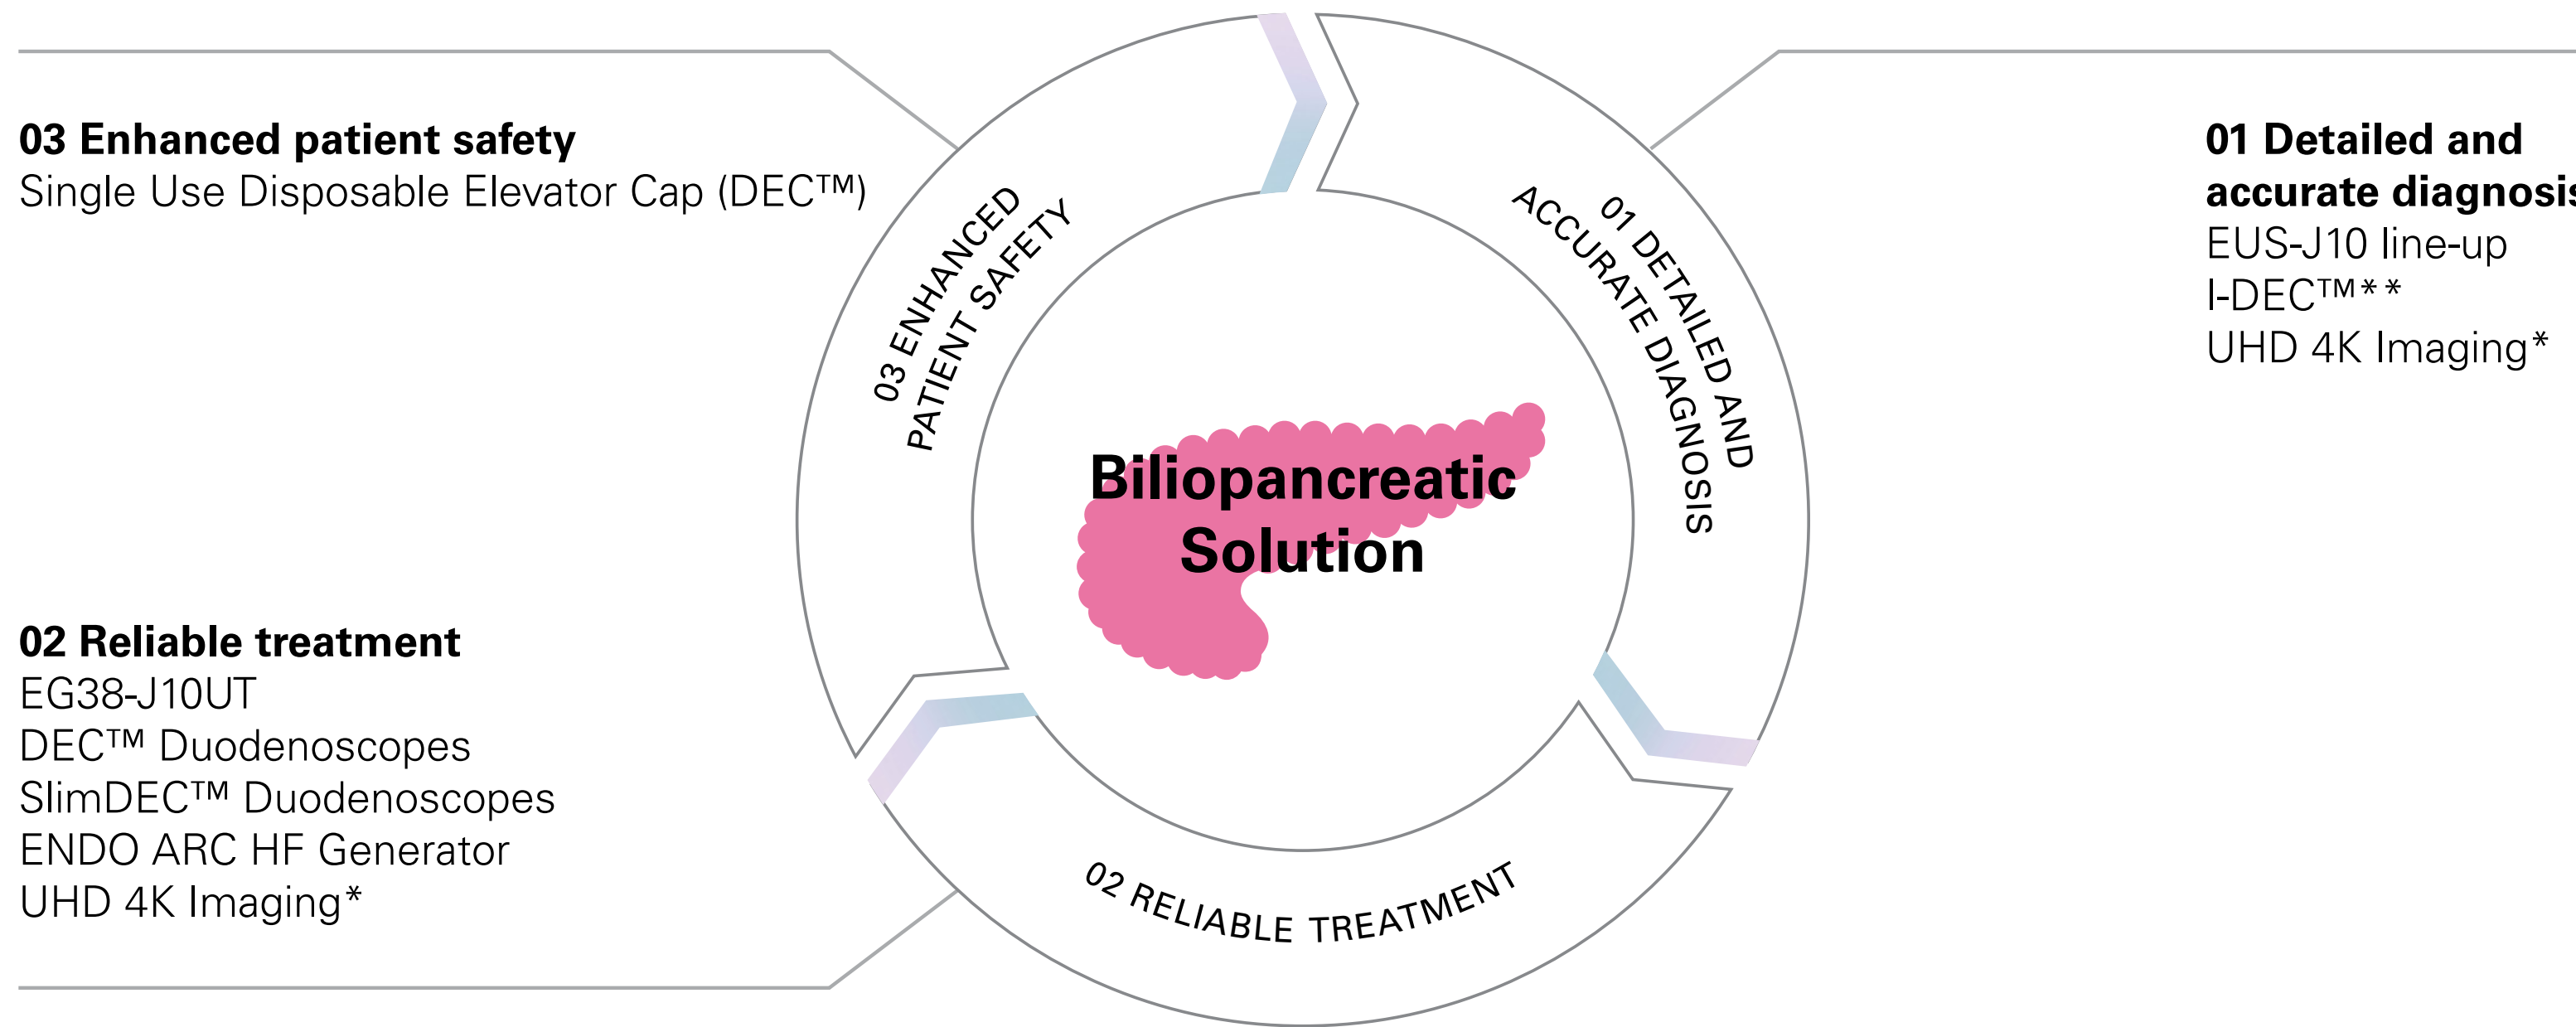 03 Enhanced patient safety
Single Use Disposable Elevator Cap (DEC™)
01 Detailed and
accurate diagnosis
EUS-J10 line-up
I-DEC™**
UHD 4K Imaging*
03 ENHANCED
PATIENT SAFETY
01 DETAILED AND
ACCURATE DIAGNOSIS
Biliopancreatic
Solution
02 Reliable treatment
EG38-J10UT
DEC™ Duodenoscopes
SlimDEC™ Duodenoscopes
ENDO ARC HF Generator
UHD 4K Imaging*
02 RELIABLE TREATMENT